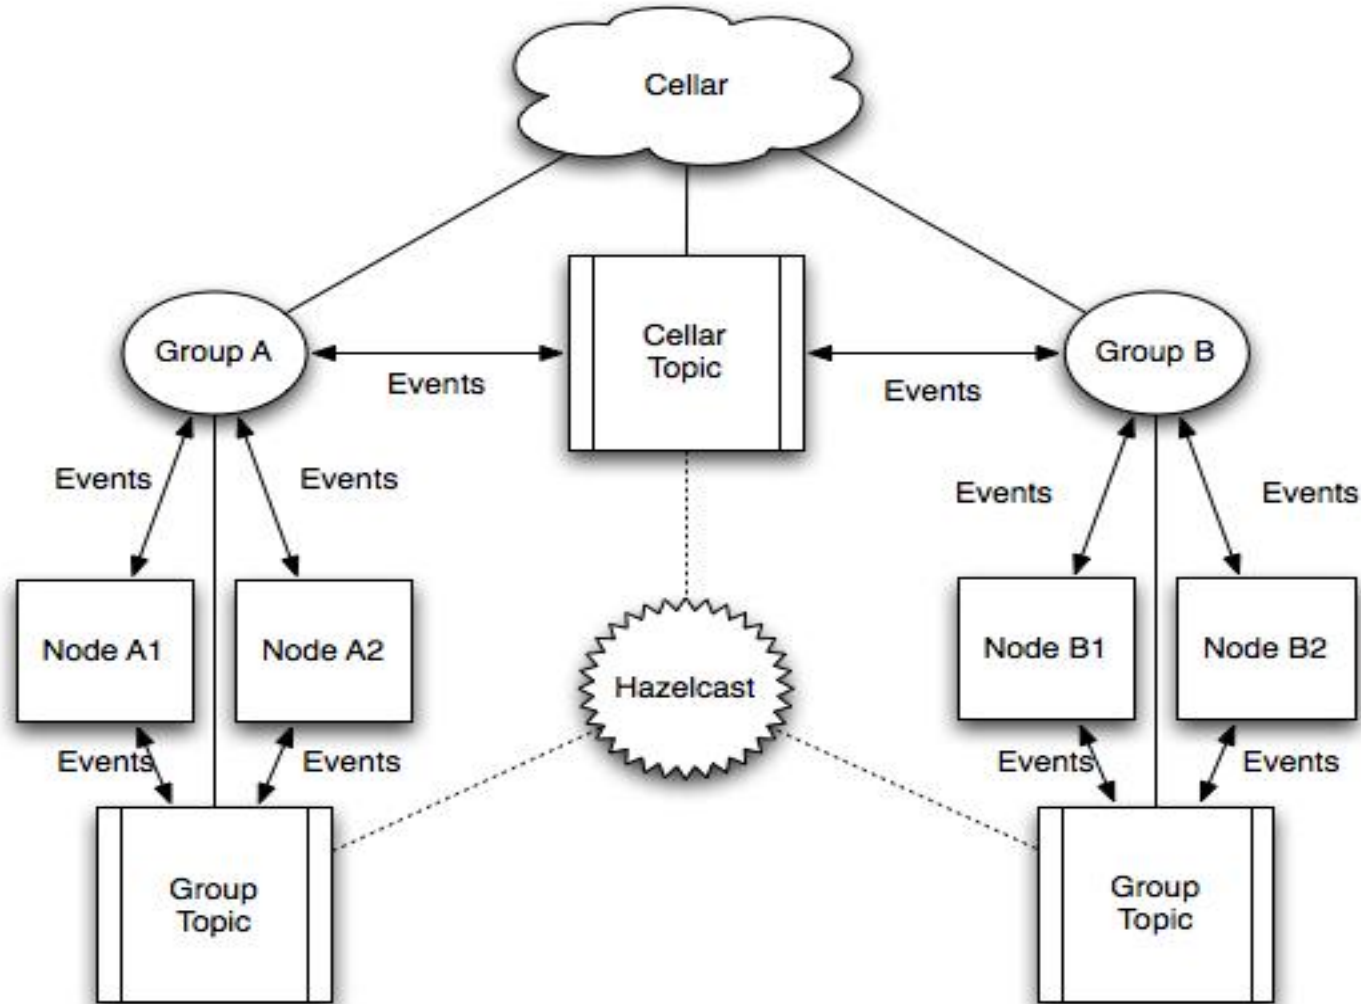 Cellar
Cellar
Topic
Group A
Group B
Events
Events
Events
Events
Events
Events
Node A1
Node A2
Node B1
Node B2
Hazelcast
Events
Events
Events
Events
Group
Topic
Group
Topic